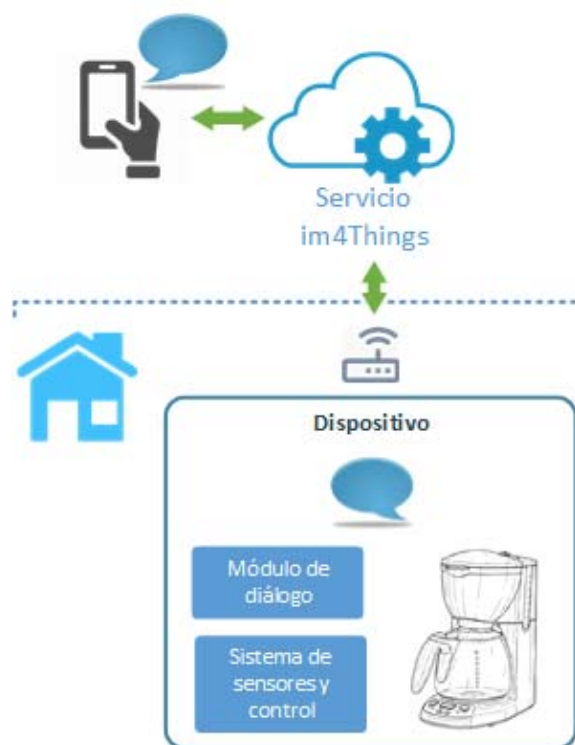 Servicio
im4Things
Dispositivo
Módulo de
diálogo
Sistema de
sensores y
control